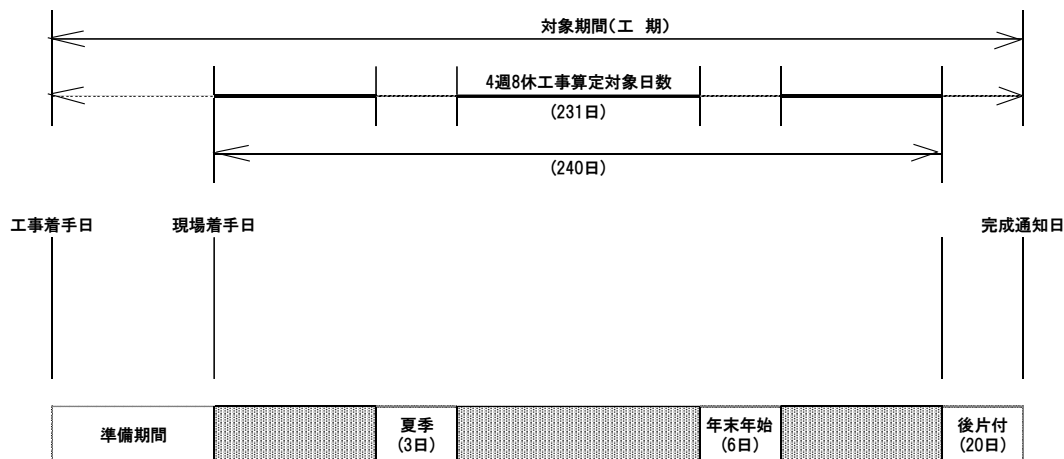 対象期間(工　期)
4週8休工事算定対象日数
(231日)
(240日)
工事着手日
現場着手日
完成通知日
準備期間
夏季
(3日)
年末年始
(6日)
後片付
(20日)